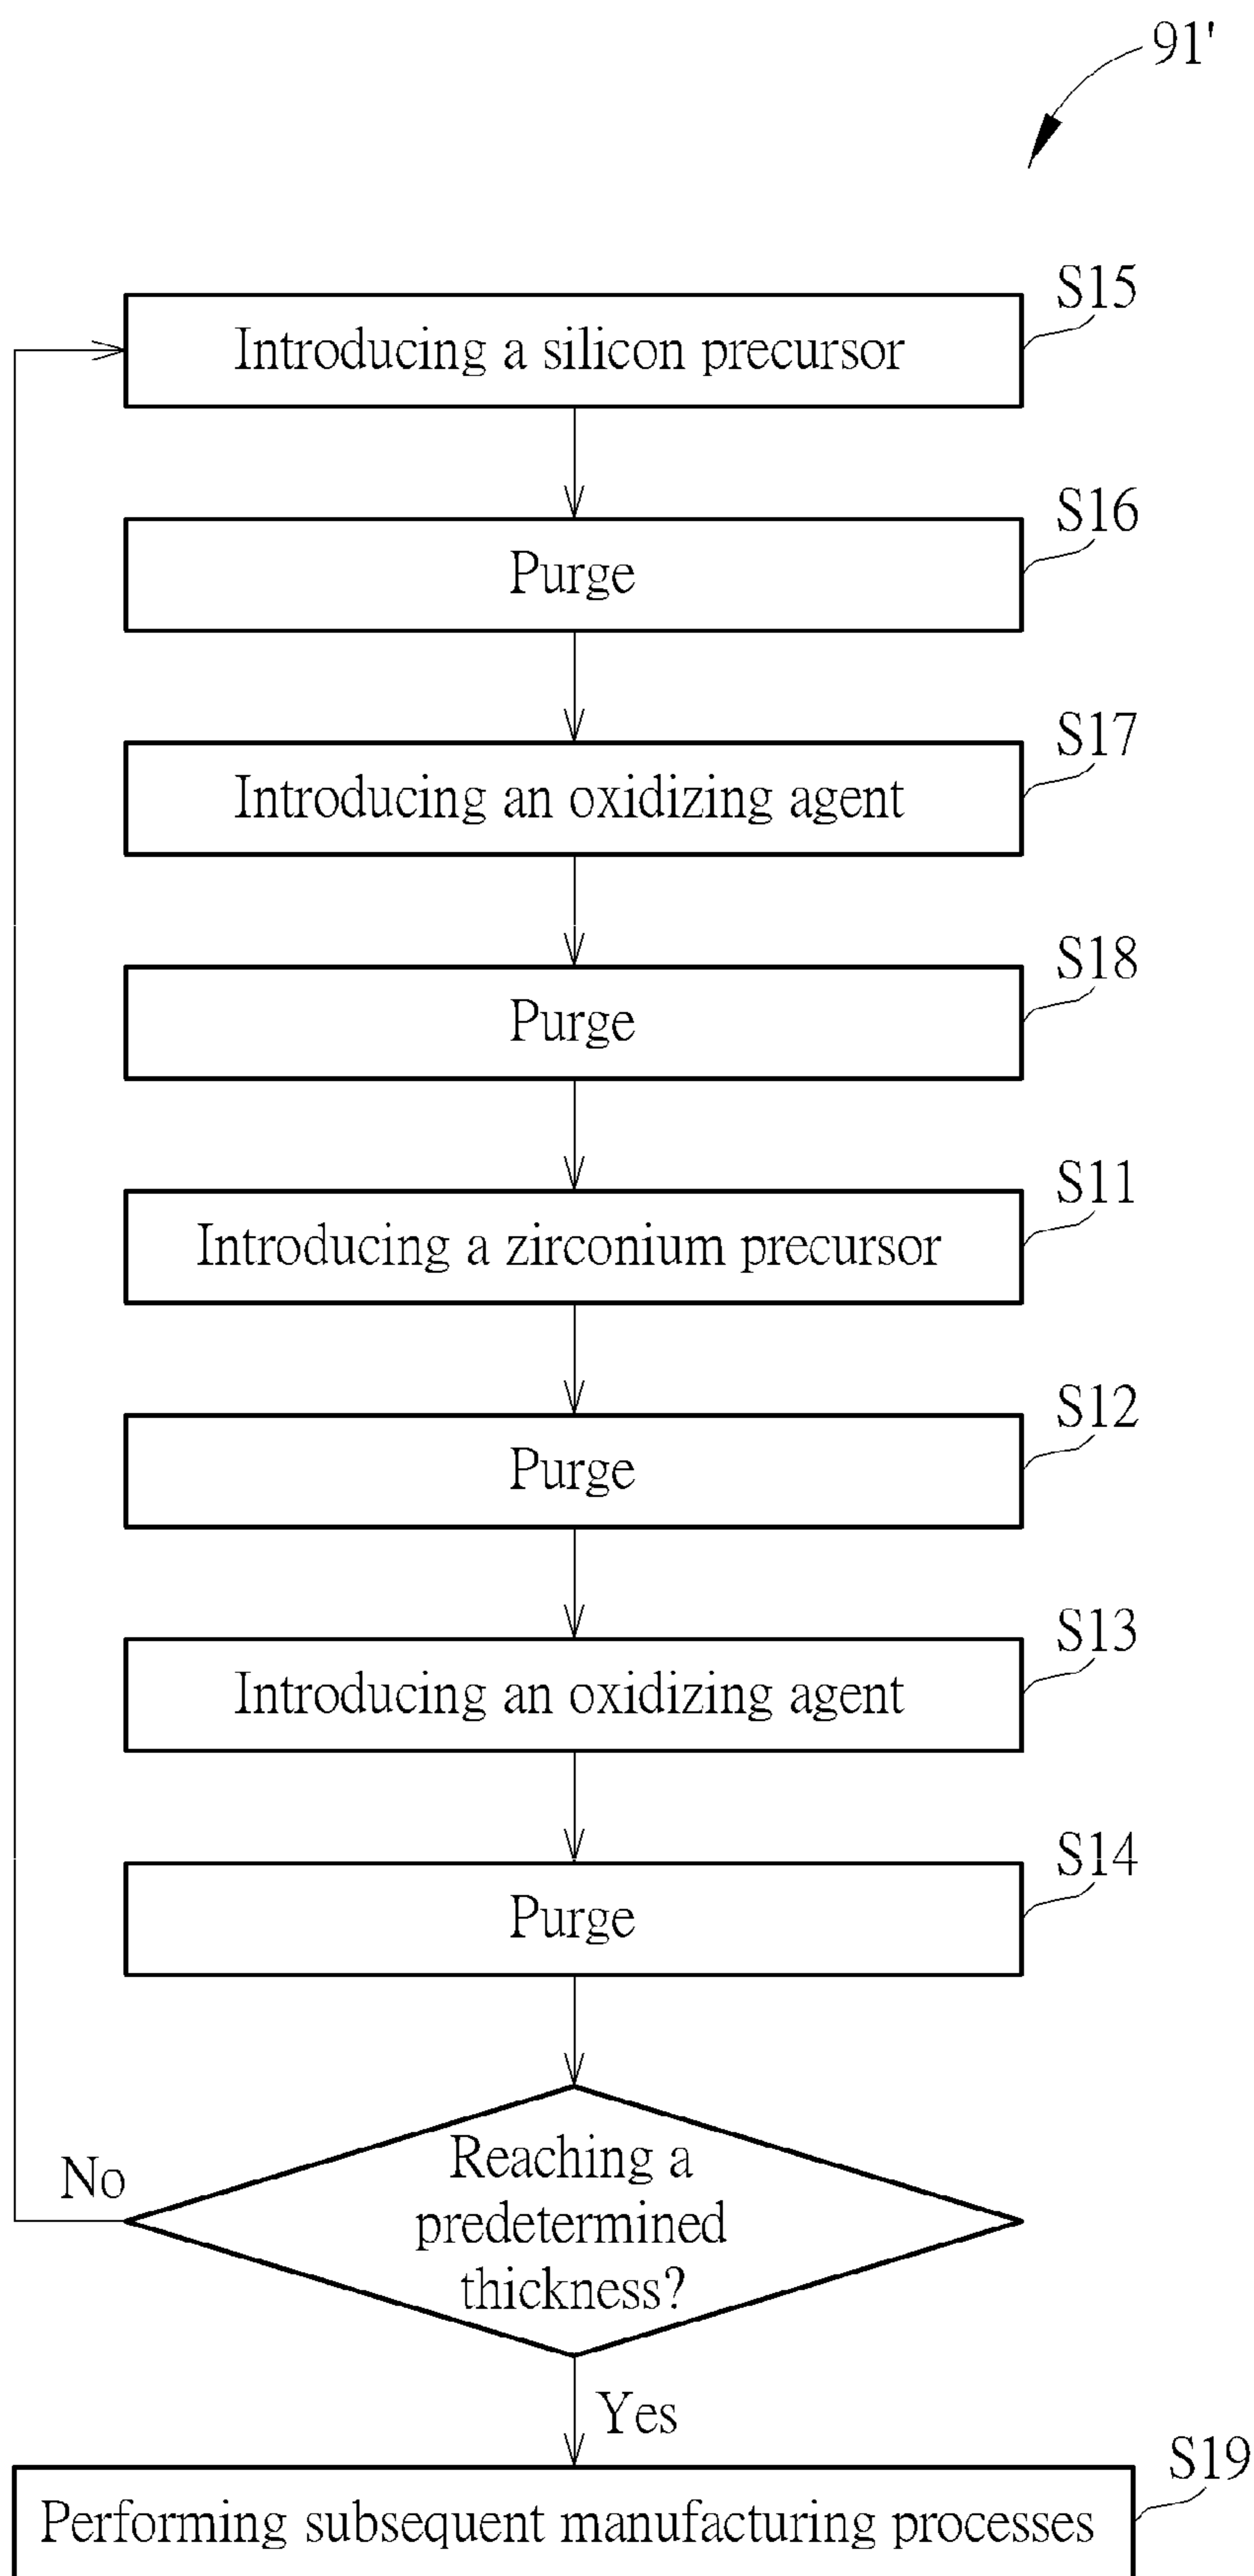 91'
S15
Introducing a silicon precursor
S16
Purge
S17
Introducing an oxidizing agent
S18
Purge
S11
Introducing a zirconium precursor
S12
Purge
S13
Introducing an oxidizing agent
S14
Purge
No
Reaching a
predetermined
thickness?
Yes
S19
Performing subsequent manufacturing processes